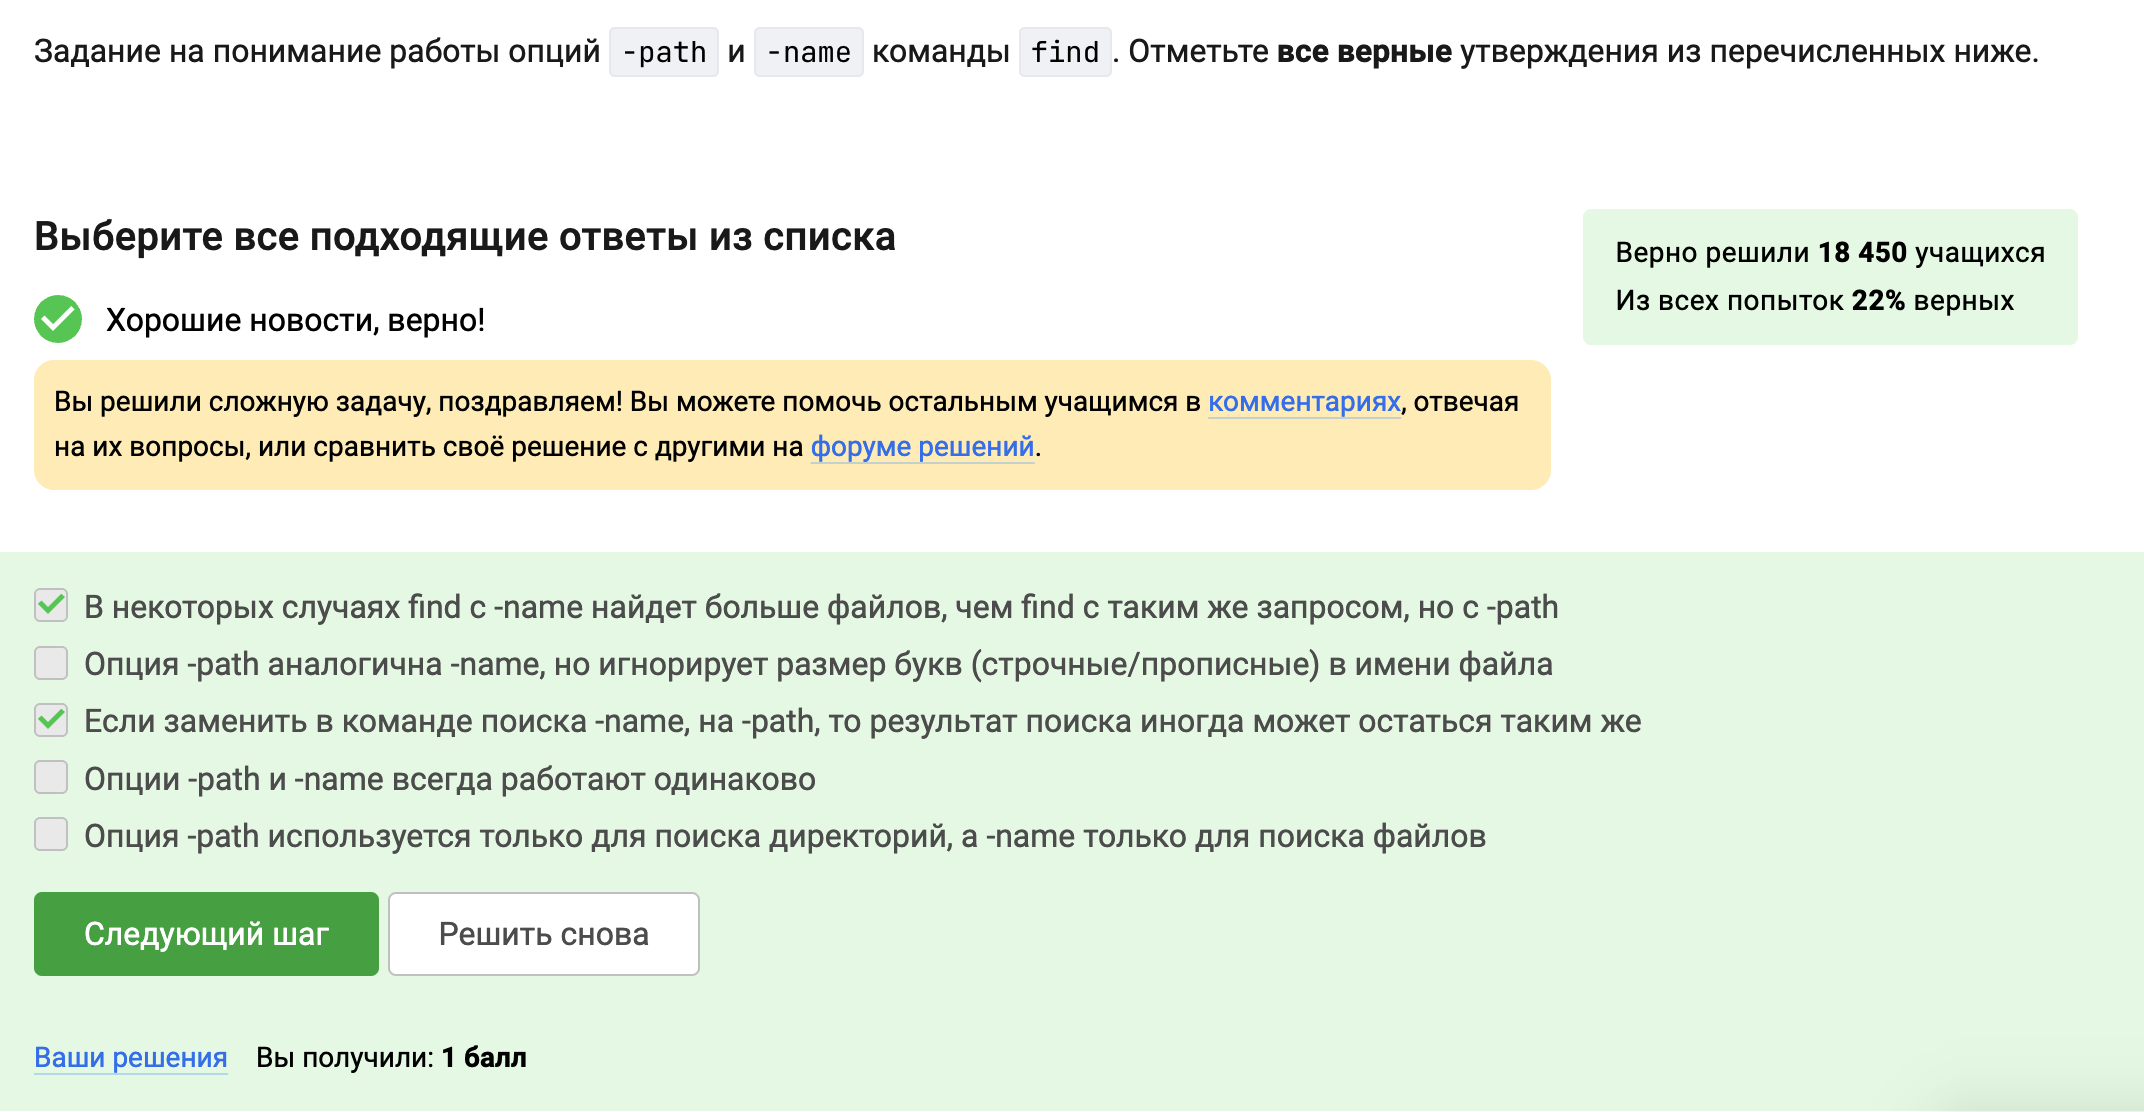 Задание на понимание работы опций -path и -name команды find. Отметьте все верные утверждения из перечисленных ниже.
Выберите все подходящие ответы из списка
Верно решили 18 450 учащихся
Из всех попыток 22% верных
Хорошие новости, верно!
Вы решили сложную задачу, поздравляем! Вы можете помочь остальным учащимся в комментариях, отвечая
на их вопросы, или сравнить своё решение с другими на форуме решений.
В некоторых случаях find с -name найдет больше файлов, чем find с таким же запросом, но с -path
Опция -path аналогична -name, но игнорирует размер букв (строчные/прописные) в имени файла
Если заменить в команде поиска -name, на -path, то результат поиска иногда может остаться таким же
Опции -path и -name всегда работают одинаково
Опция -path используется только для поиска директорий, а -name только для поиска файлов
Следующий шаг
Решить снова
Ваши решения Вы получили: 1 балл